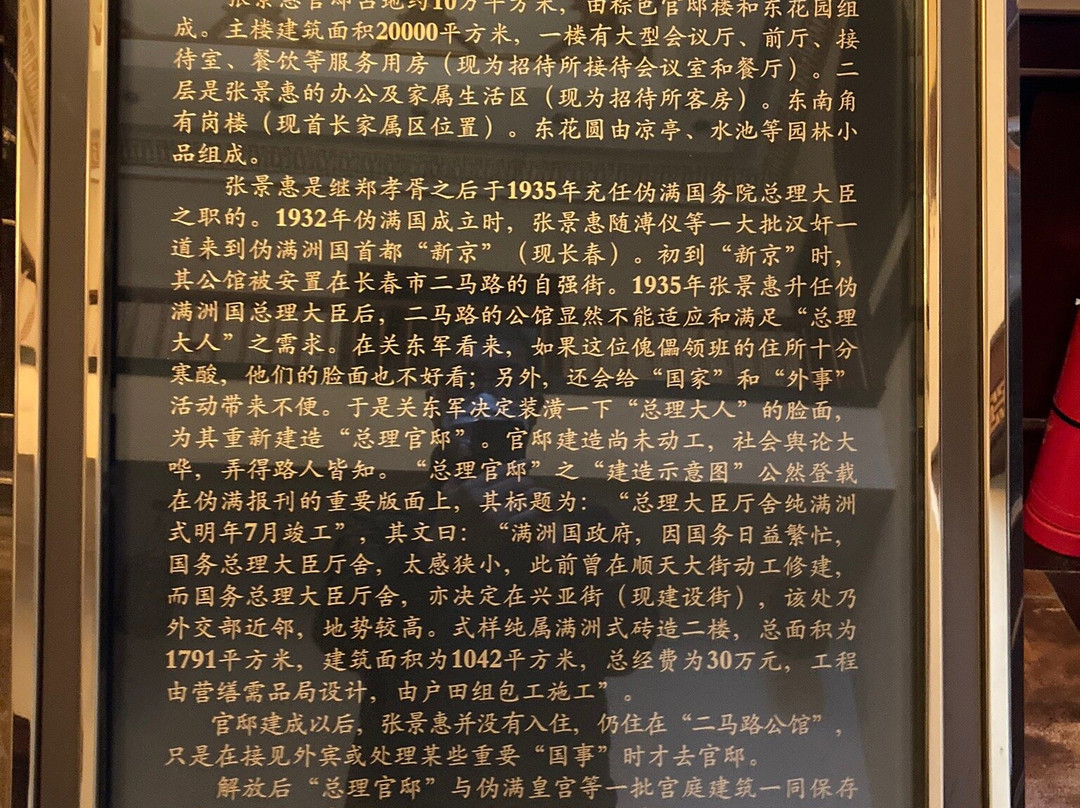 张景惠官邸占地约10万平方米，由棕色官邸楼和东花园组
成。主楼建筑面积20000平方米，一楼有大型会议厅、前厅、接
待室、餐饮等服务用房（现为招待所接待会议室和餐厅）。二
层是张景惠的办公及家属生活区（现为招待所客房）。东南角
有岗楼（现首长家属区位置）。东花圆由凉亭、水池等园林小
品组成。
张景惠是继郑孝胥之后于1935年充任伪满国务院总理大臣
之职的。1932年伪满国成立时，张景惠随溥仪等一大批汉奸一
道来到伪满洲国首都“新京”（现长春）。初到“新京”时，
其公馆被安置在长春市二马路的自强街。1935年张景惠升任伪
满洲国总理大臣后，二马路的公馆显然不能适应和满足“总理
大人”之需求。在关东军看来，如果这位傀儡领班的住所十分
寒酸，他们的脸面也不好看；另外，还会给“国家”和“外事”
活动带来不便。于是关东军决定装潢一下“总理大人”的脸面，
为其重新建造“总理官邸”。官邸建造尚未动工，社会舆论大
哗，弄得路人皆知。“总理官邸”之“建造示意图”公然登载
在伪满报刊的重要版面上，其标题为：“总理大臣厅舍纯满洲
式明年7月竣工”，其文曰：“满洲国政府，因国务日益繁忙，
国务总理大臣厅舍，太感狭小，此前曾在顺天大街动工修建，
而国务总理大臣厅舍，亦决定在兴亚街（现建设街），该处乃
外交部近邻，地势较高。式样纯属满洲式砖造二楼，总面积为
1791平方米，建筑面积为1042平方米，总经费为30万元，工程
由营缮需品局设计，由户田组包工施工”。
官邸建成以后，张景惠并没有入住，仍住在“二马路公馆”，
只是在接见外宾或处理某些重要“国事”时才去官邸。
解放后“总理官邸”与伪满皇宫等一批宫庭建筑一同保存